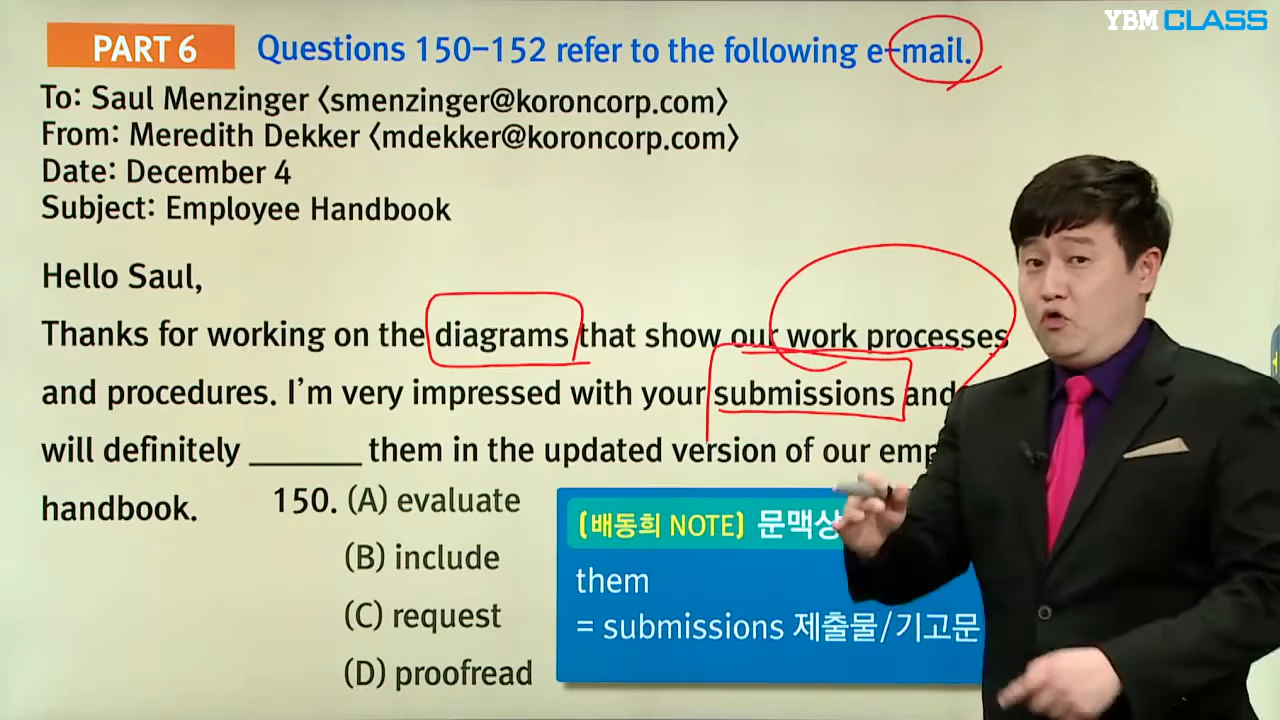 YBM CLASS
PART 6 Questions 150-152 refer to the following e-mail.
To: Saul Menzinger <smenzinger@koroncorp.com>
From: Meredith Dekker <mdekker@koroncorp.com>
Date: December 4
Subject: Employee Handbook
Hello Saul,
Thanks for working on the diagrams that show our work processes
and procedures. I'm very impressed with your submissions and
will definitely ______ them in the updated version of our
handbook.
150. (A) evaluate
(B) include
(C) request
(D) proofread
[배동희 NOTE] 문맥상
them
= submissions 제출물/기고문